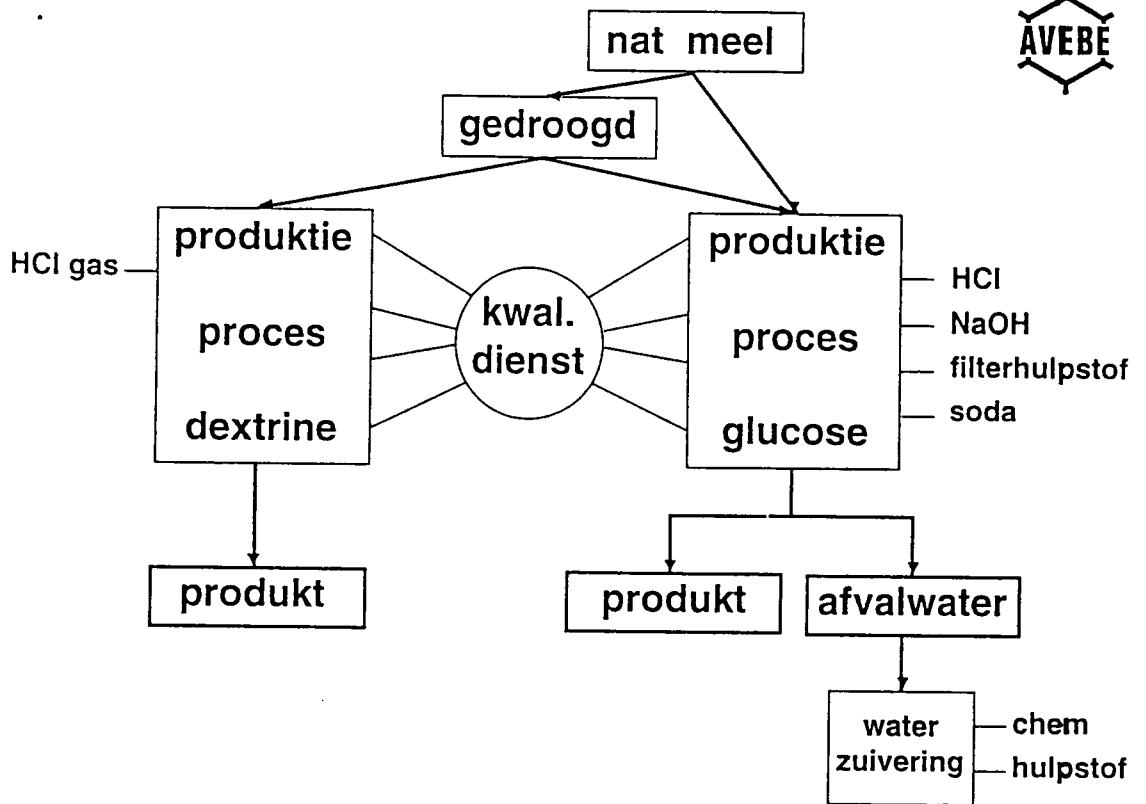 nat meel
AVEBE
gedroogd
produktie
proces
dextrine
HCl gas
kwal.
dienst
produktie
proces
glucose
HCl
NaOH
filterhulpstof
soda
produkt
produkt
afvalwater
water
zuivering
chem
hulpstof